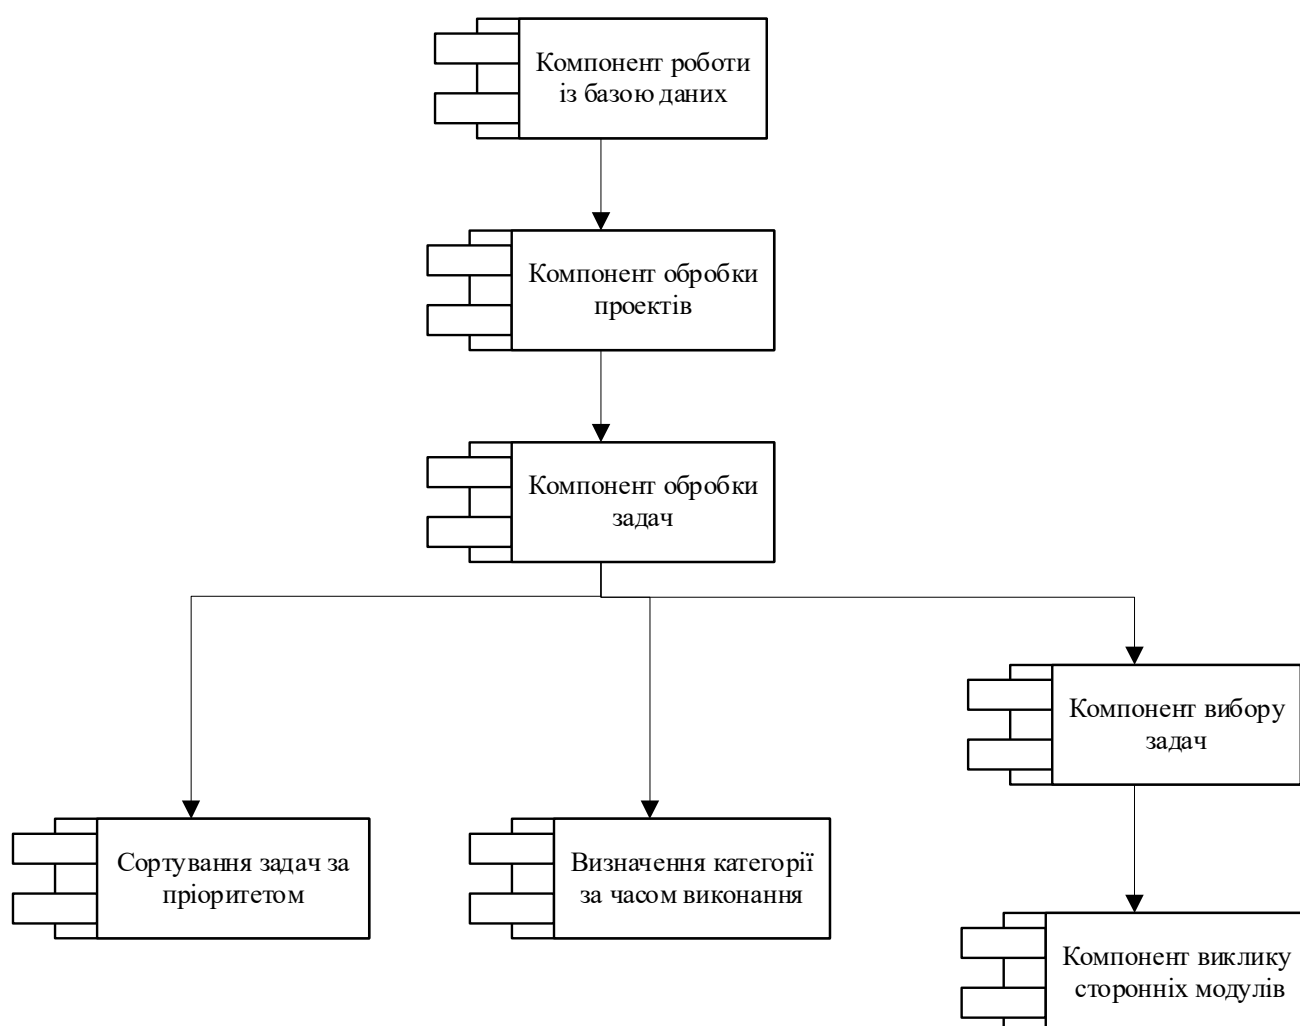 Компонент роботи
із базою даних
Компонент обробки
проектів
Компонент обробки
задач
Компонент вибору
задач
Сортування задач за
пріоритетом
Визначення категорії
за часом виконання
Компонент виклику
сторонніх модулів